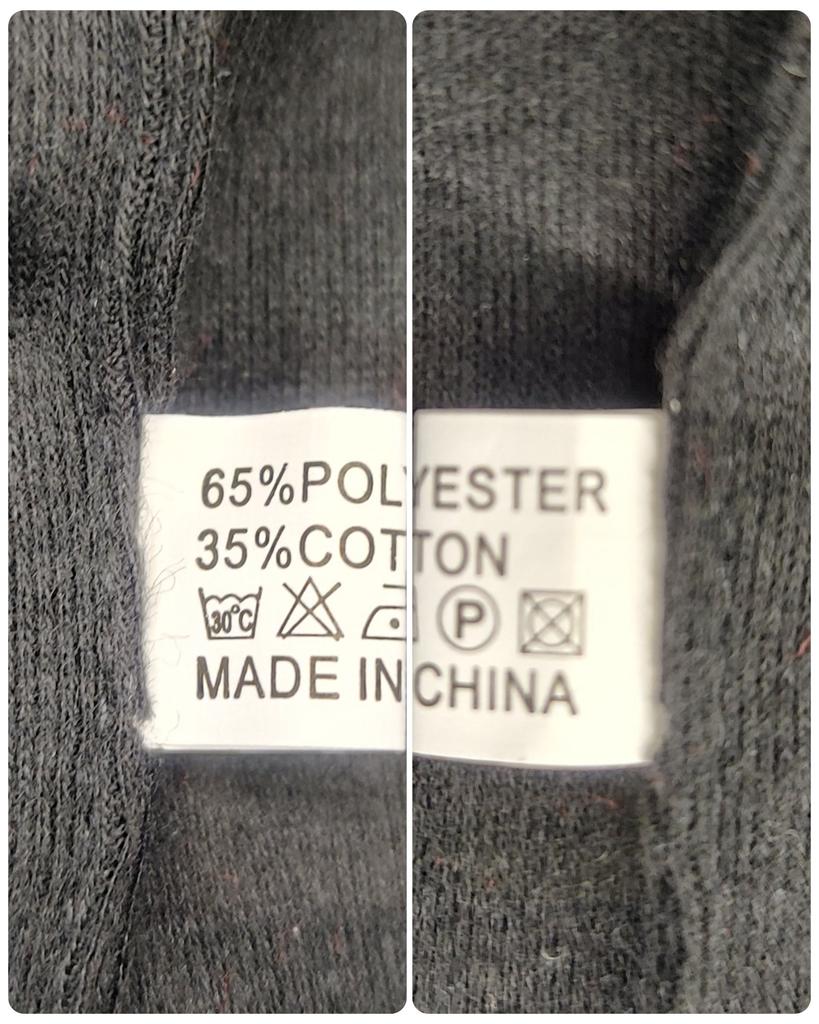 65%POLYESTER
35%COTTON
30°C P
MADE IN CHINA